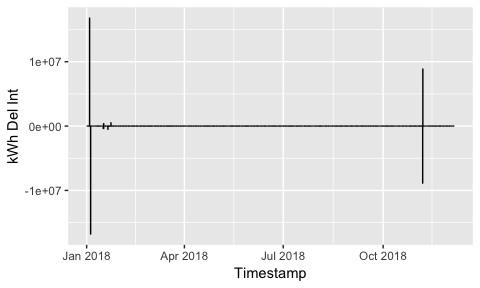 kWh Del Int
1e+07
0e+00
-1e+07
Jan 2018 Apr 2018 Jul 2018 Oct 2018
Timestamp